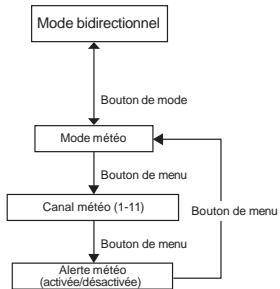 Mode bidirectionnel
Bouton de mode
Mode météo
Bouton de menu
Canal météo (1-11)
Bouton de menu
Bouton de menu
Alerte météo
(activée/désactivée)